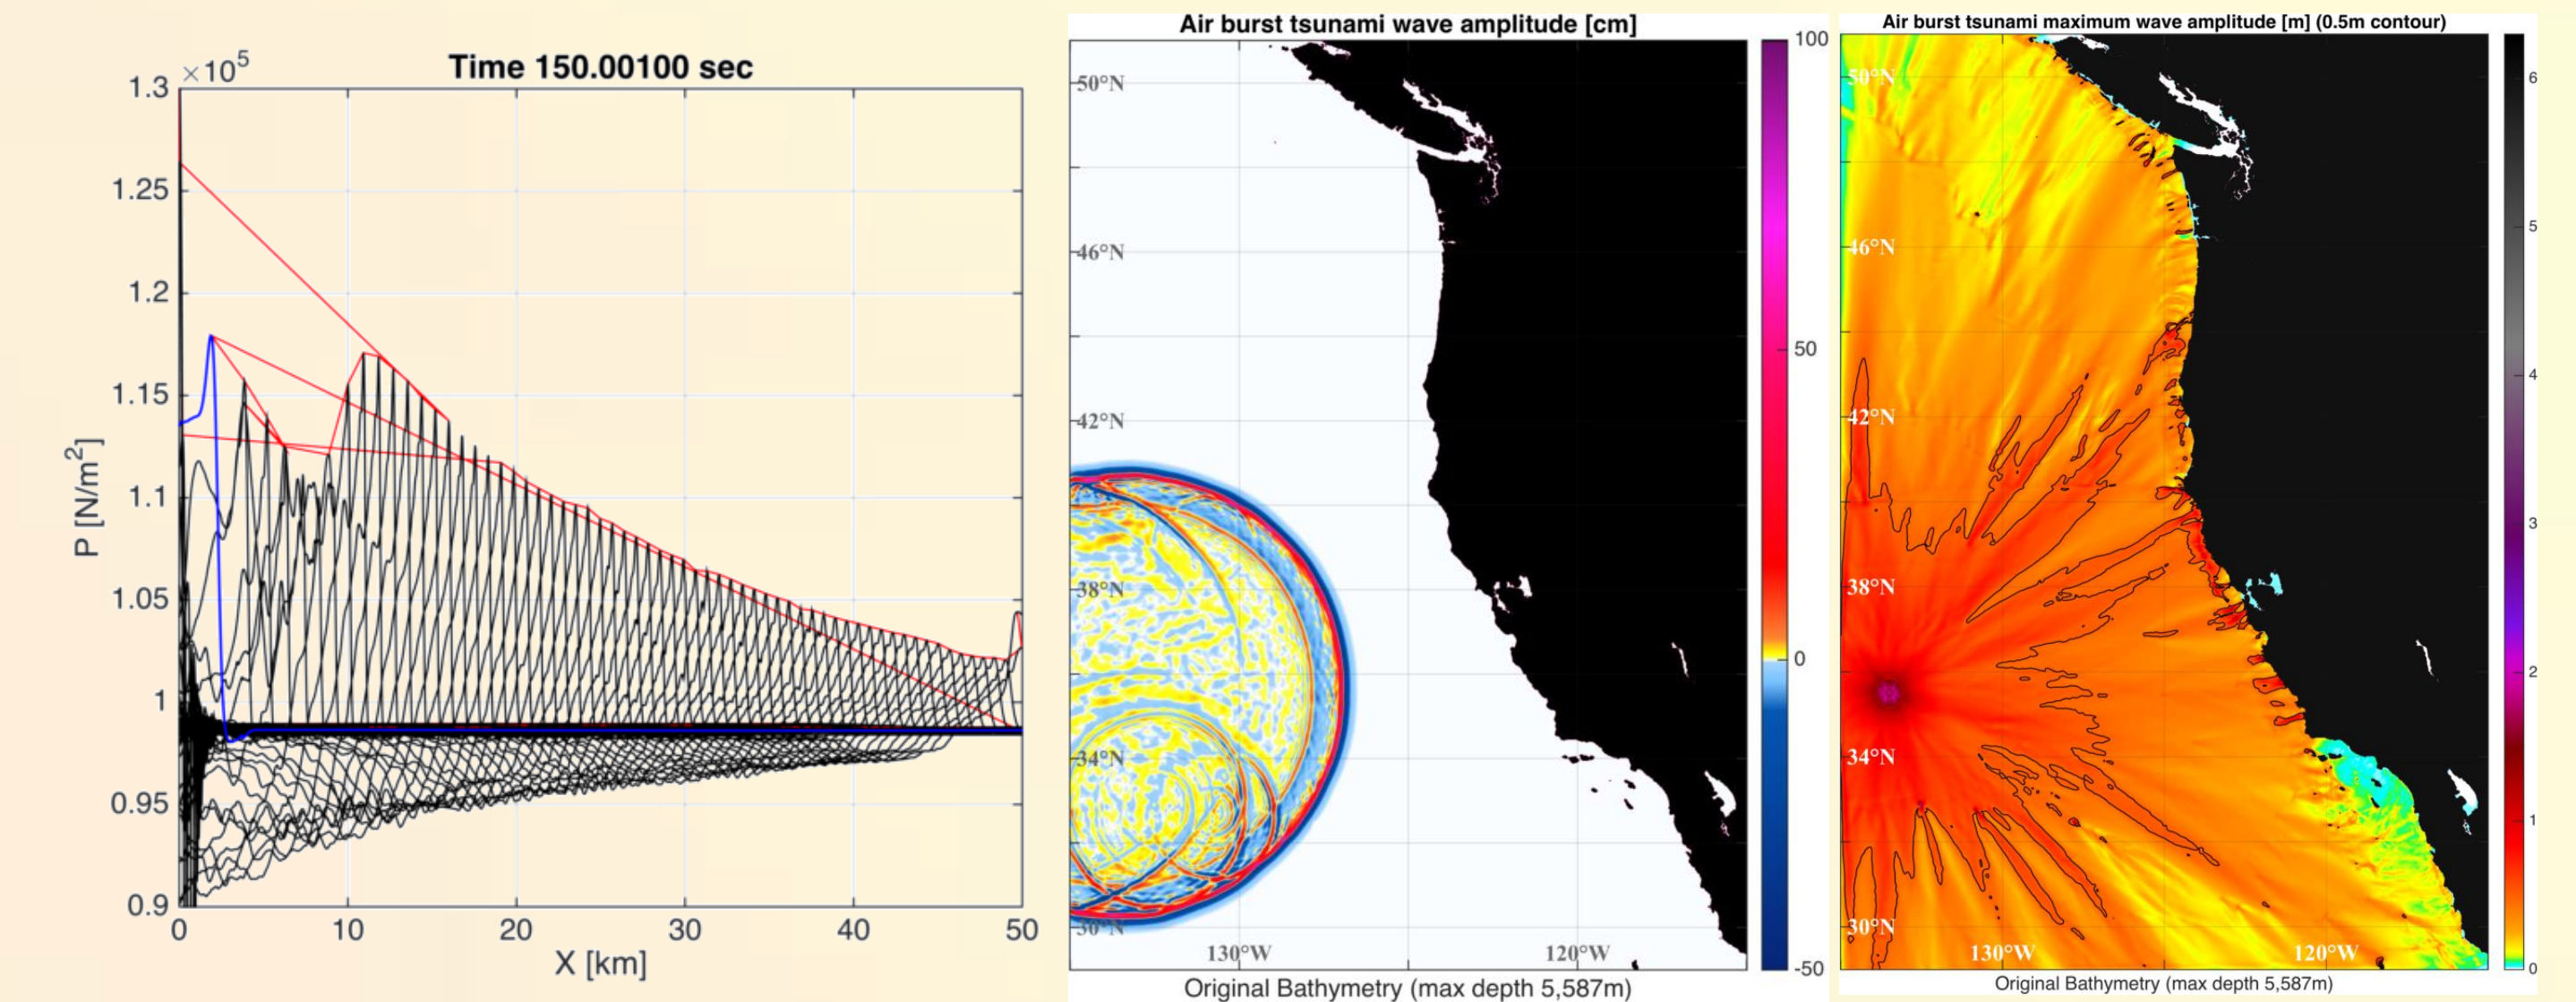 Time 150.00100 sec
×10^5
1.3
1.25
1.2
1.15
1.1
1.05
1
0.95
0.9
P [N/m^2]
0 10 20 30 40 50
X [km]
Air burst tsunami wave amplitude [cm]
50°N
46°N
42°N
38°N
34°N
30°N
130°W 120°W
100
50
0
-50
Original Bathymetry (max depth 5,587m)
Air burst tsunami maximum wave amplitude [m] (0.5m contour)
50°N
46°N
42°N
38°N
34°N
30°N
130°W 120°W
6
5
4
3
2
1
0
Original Bathymetry (max depth 5,587m)